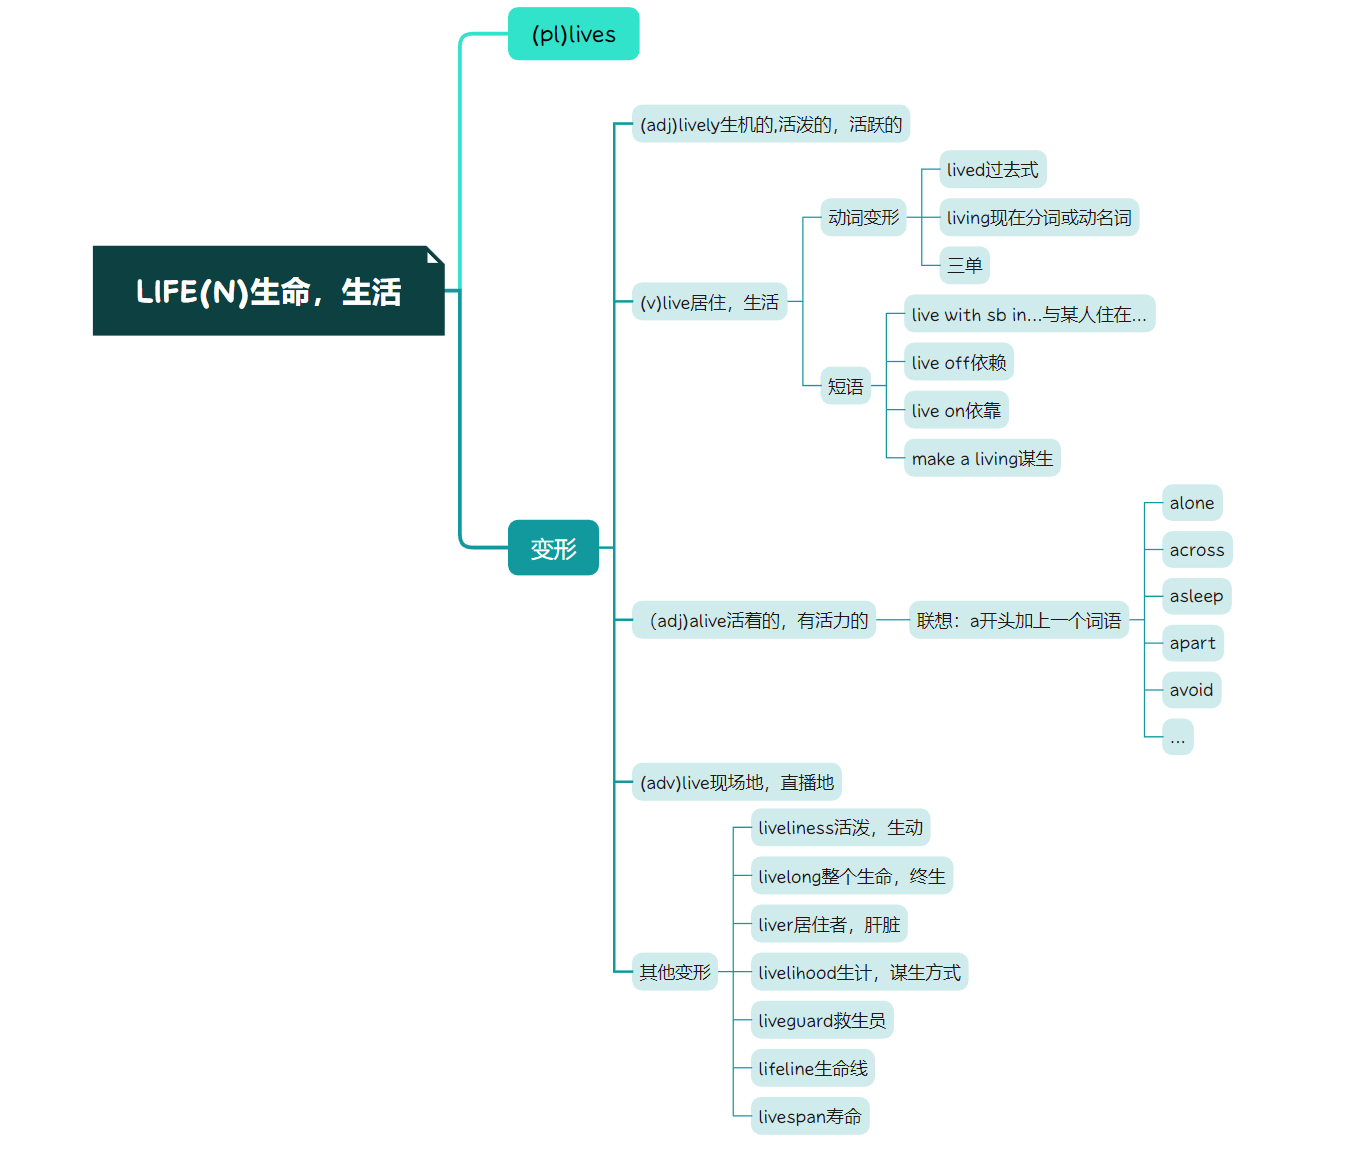 (pl)lives
(adj)lively生机的,活泼的，活跃的
lived过去式
动词变形
living现在分词或动名词
三单
LIFE(N)生命，生活
(v)live居住，生活
live with sb in...与某人住在...
live off依赖
短语
live on依靠
make a living谋生
alone
变形
across
asleep
（adj)alive活着的，有活力的
联想：a开头加上一个词语
apart
avoid
...
(adv)live现场地，直播地
liveliness活泼，生动
livelong整个生命，终生
liver居住者，肝脏
其他变形
livelihood生计，谋生方式
liveguard救生员
lifeline生命线
livespan寿命